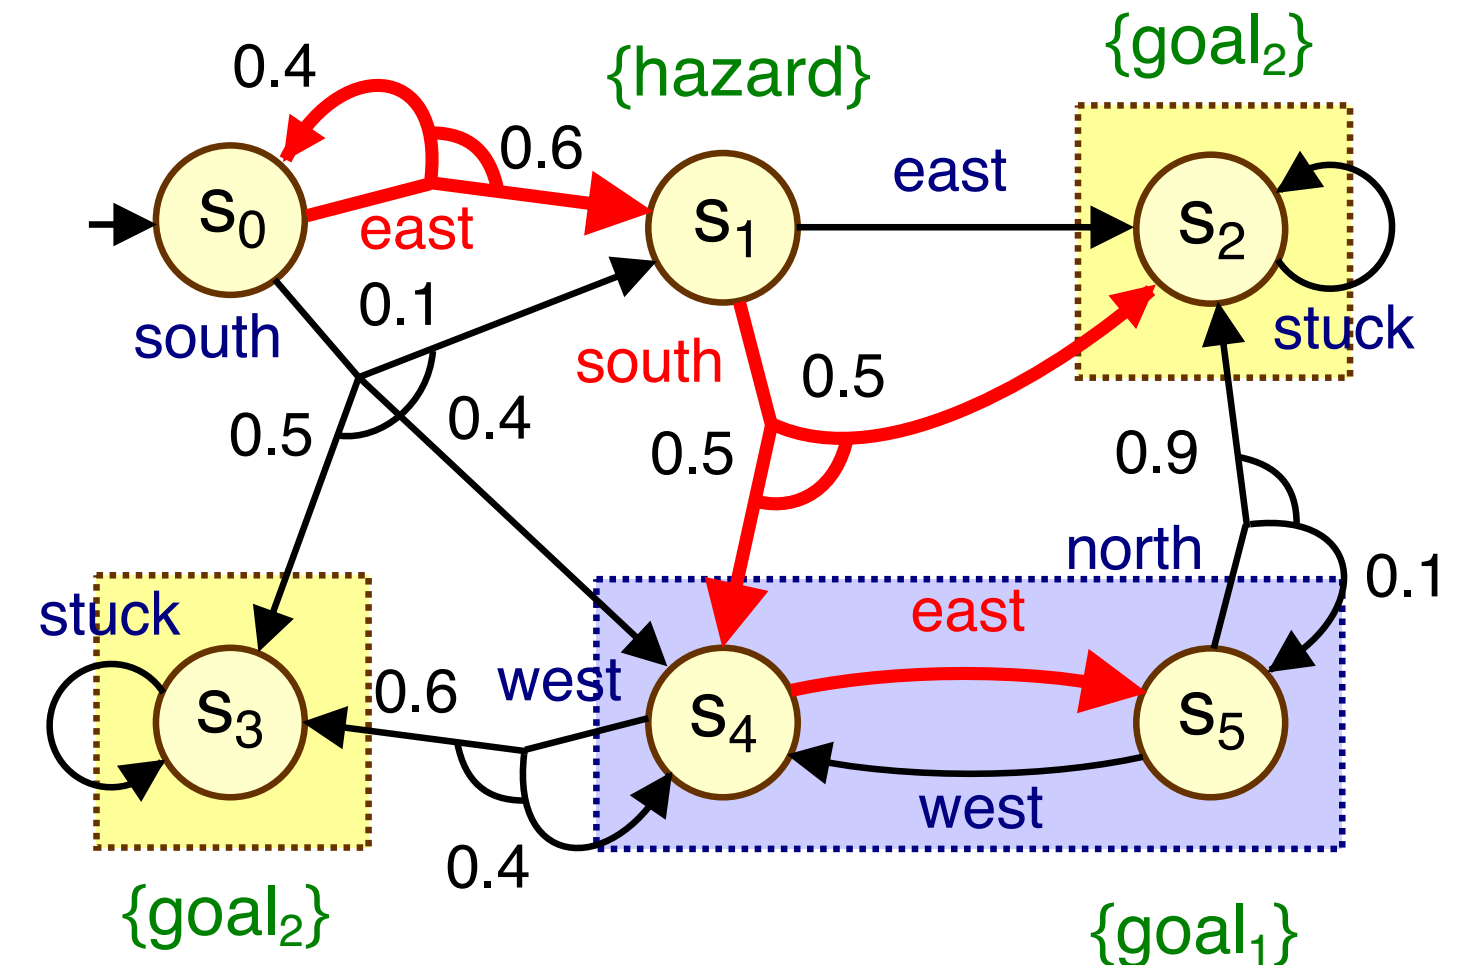 {goal2}
0.4
{hazard}
0.6
east
s0
east
s1
s2
0.1
south
south
stuck
0.5
0.4
0.5
0.5
0.9
north
0.1
stuck
east
0.6
west
s3
s4
s5
west
0.4
{goal2}
{goal1}